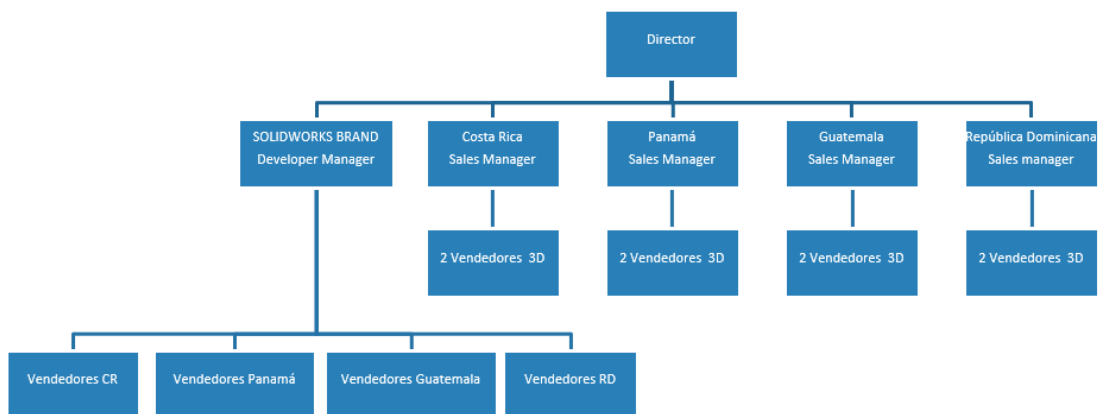 Director
SOLIDWORKS BRAND
Developer Manager
Costa Rica
Sales Manager
Panamá
Sales Manager
Guatemala
Sales Manager
República Dominicana
Sales manager
2 Vendedores 3D
2 Vendedores 3D
2 Vendedores 3D
2 Vendedores 3D
Vendedores CR
Vendedores Panamá
Vendedores Guatemala
Vendedores RD